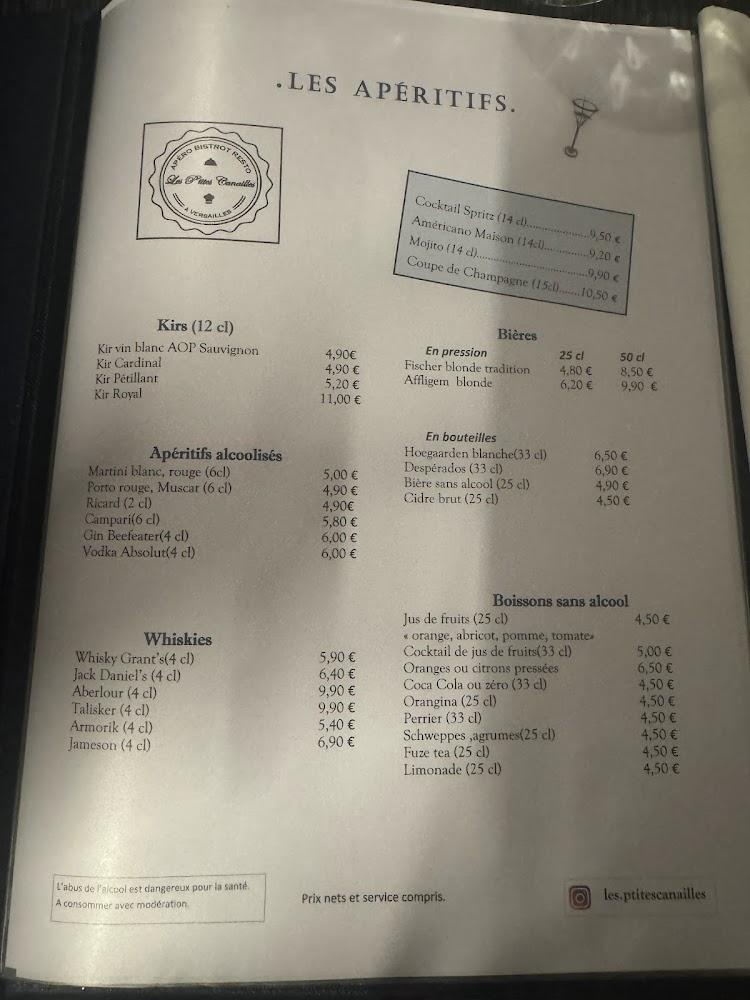 .LES APÉRITIFS.
APÉRO BISTROT RESTO
Les P'tites Canailles
A VERSAILLES
Cocktail Spritz (14 cl)....................9,50 €
Américano Maison (14cl)..............9,20 €
Mojito (14 cl)...................................9,90 €
Coupe de Champagne (15cl).......10,50 €
Kirs (12 cl)
Kir vin blanc AOP Sauvignon 4,90€
Kir Cardinal 4,90 €
Kir Pétillant 5,20 €
Kir Royal 11,00 €
Apéritifs alcoolisés
Martini blanc, rouge (6cl) 5,00 €
Porto rouge, Muscat (6 cl) 4,90 €
Ricard (2 cl) 4,90€
Campari(6 cl) 5,80 €
Gin Beefeater(4 cl) 6,00 €
Vodka Absolut(4 cl) 6,00 €
Whiskies
Whisky Grant's(4 cl) 5,90 €
Jack Daniel's (4 cl) 6,40 €
Aberlour (4 cl) 9,90 €
Talisker (4 cl) 9,90 €
Armorik (4 cl) 5,40 €
Jameson (4 cl) 6,90 €
Bières
En pression 25 cl 50 cl
Fischer blonde tradition 4,80 € 8,50 €
Affligem blonde 6,20 € 9,90 €
En bouteilles
Hoegaarden blanche(33 cl) 6,50 €
Despérados (33 cl) 6,90 €
Bière sans alcool (25 cl) 4,90 €
Cidre brut (25 cl) 4,50 €
Boissons sans alcool
Jus de fruits (25 cl) 4,50 €
« orange, abricot, pomme, tomate»
Cocktail de jus de fruits(33 cl) 5,00 €
Oranges ou citrons pressées 6,50 €
Coca Cola ou zéro (33 cl) 4,50 €
Orangina (25 cl) 4,50 €
Perrier (33 cl) 4,50 €
Schweppes ,agrumes(25 cl) 4,50 €
Fuze tea (25 cl) 4,50 €
Limonade (25 cl) 4,50 €
L'abus de l'alcool est dangereux pour la santé.
A consommer avec modération.
Prix nets et service compris.
les.ptitescanailles